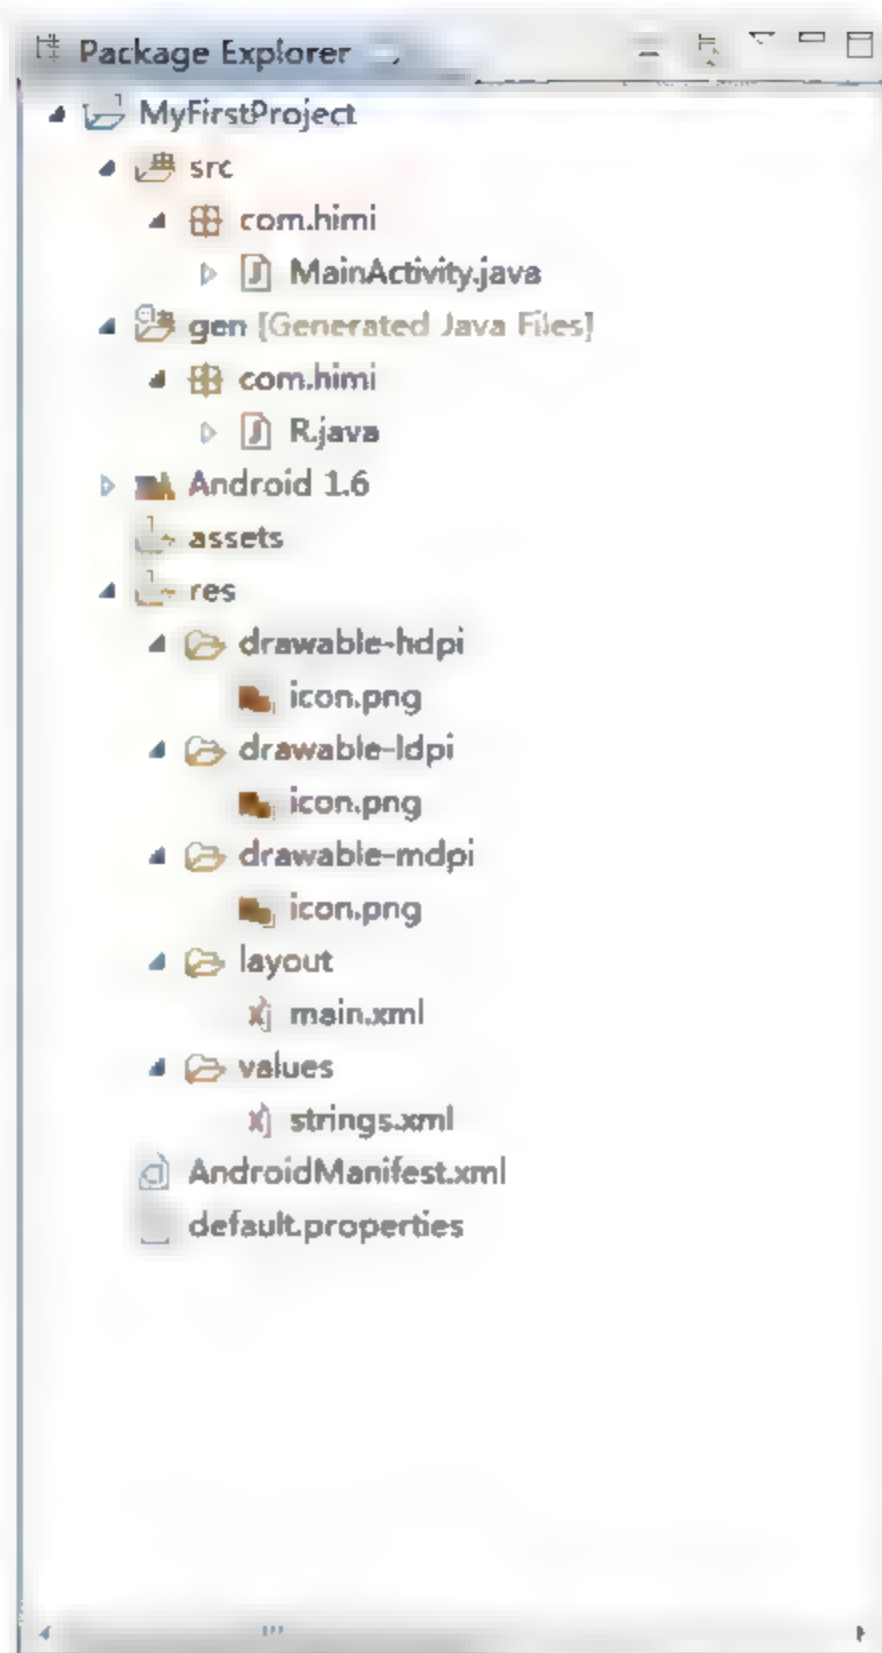 Package Explorer
MyFirstProject
src
com.himi
MainActivity.java
gen [Generated Java Files]
com.himi
R.java
Android 1.6
assets
res
drawable-hdpi
icon.png
drawable-ldpi
icon.png
drawable-mdpi
icon.png
layout
main.xml
values
strings.xml
AndroidManifest.xml
default.properties